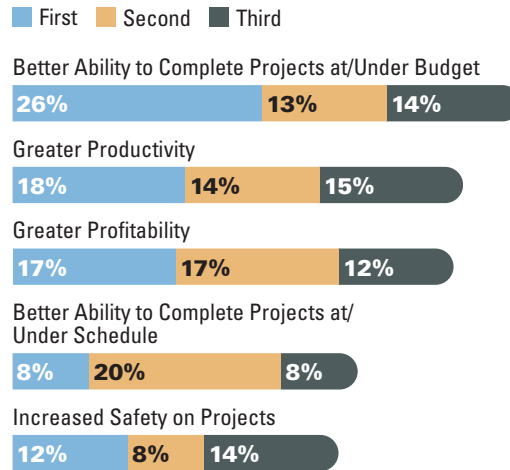 First Second Third
Better Ability to Complete Projects at/Under Budget
26% 13% 14%
Greater Productivity
18% 14% 15%
Greater Profitability
17% 17% 12%
Better Ability to Complete Projects at/
Under Schedule
8% 20% 8%
Increased Safety on Projects
12% 8% 14%